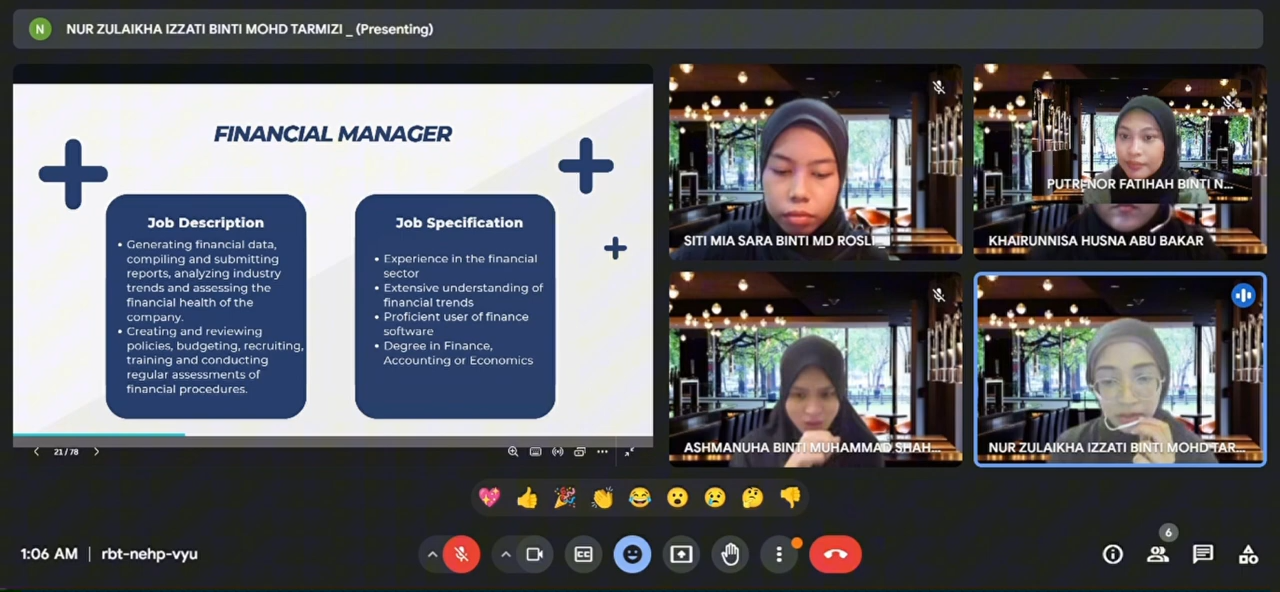 N NUR ZULAIKHA IZZATI BINTI MOHD TARMIZI _ (Presenting)
FINANCIAL MANAGER
Job Description
• Generating financial data,
compiling and submitting
reports, analyzing industry
trends and assessing the
financial health of the
company.
• Creating and reviewing
policies, budgeting, recruiting,
training and conducting
regular assessments of
financial procedures.
Job Specification
• Experience in the financial
sector
• Extensive understanding of
financial trends
• Proficient user of finance
software
• Degree in Finance,
Accounting or Economics
21 / 78
SITI MIA SARA BINTI MD ROSLI _
PUTRI NOR FATIHAH BINTI N...
KHAIRUNNISA HUSNA ABU BAKAR
ASHMANUHA BINTI MUHAMMAD SHAH...
NUR ZULAIKHA IZZATI BINTI MOHD TAR...
1:06 AM | rbt-nehp-vyu
CC
6